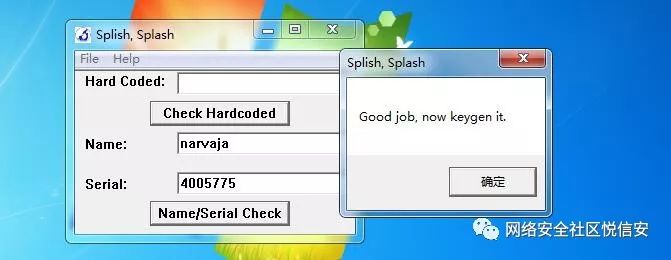 Splish, Splash
File Help
Hard Coded:
Check Hardcoded
Name: narvaja
Serial: 4005775
Name/Serial Check
Splish, Splash
Good job, now keygen it.
确定
网络安全社区悦信安